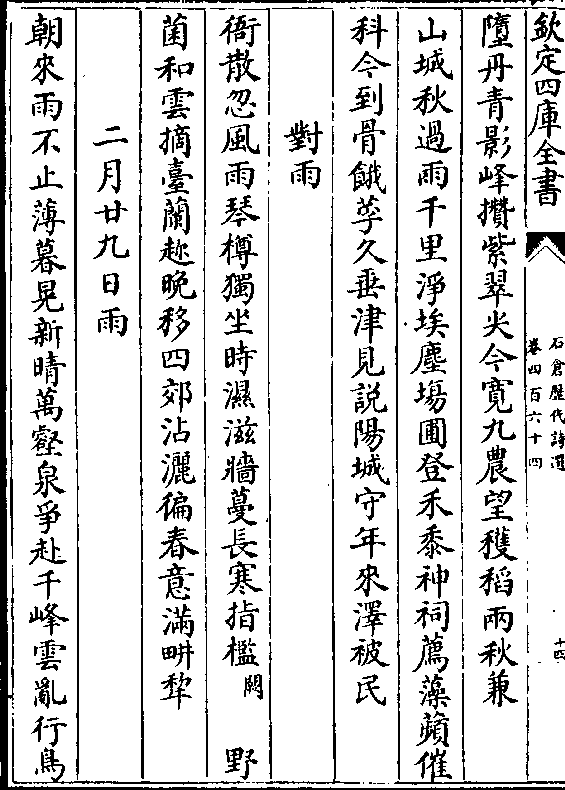 欽定四庫全書
石倉歷代詩選
卷四百六十四
十四
墮丹青影峰攢紫翠尖今寛九農望穫稻兩秋兼
山城秋過雨千里淨埃塵塲圃登禾黍神祠薦藻蘋催
科今到骨餓莩久垂津見説陽城守年來澤被民
對雨
衙散忽風雨琴樽獨坐時濕滋牆蔓長寒指檻闕野
菌和雲摘臺蘭趂晚移四郊沾灑徧春意滿畊犂
二月廿九日雨
朝來雨不止薄暮晃新晴萬壑泉爭赴千峰雲亂行鳥